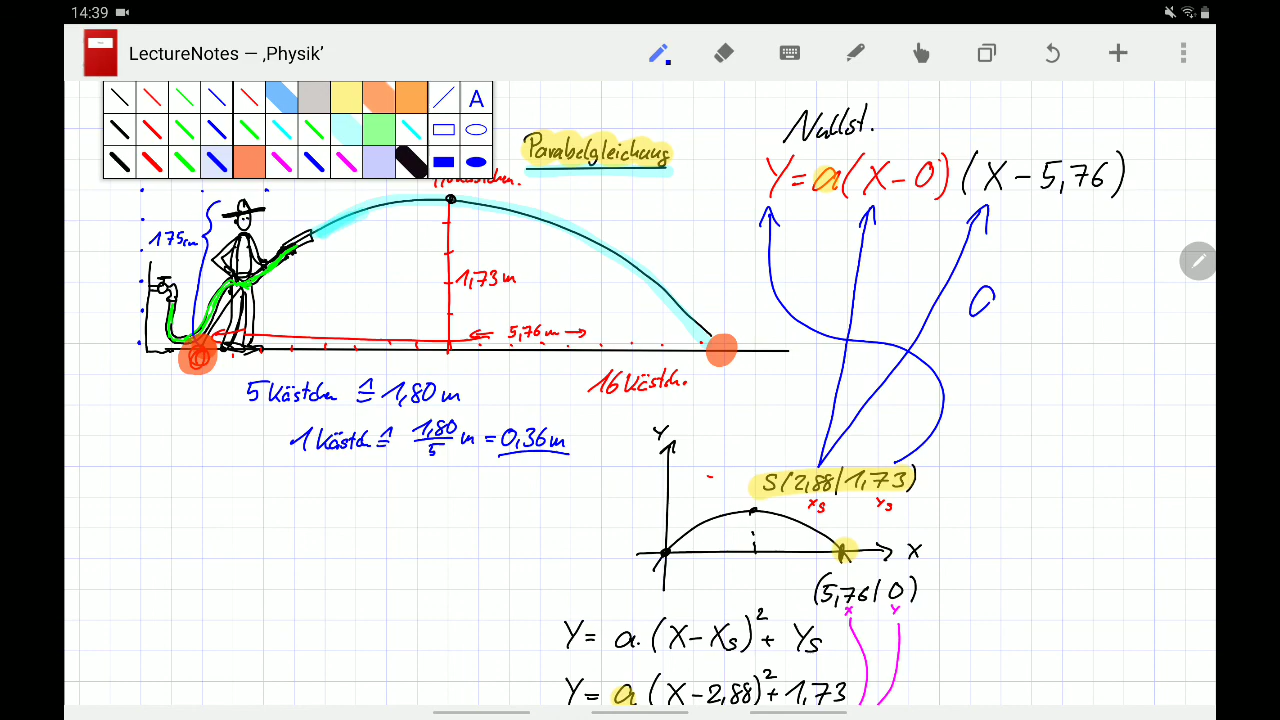 14:39
LectureNotes — ‚Physik‘
A
Parabelgleichung
Nullst.
Y = a (X - 0) (X - 5,76)
175cm
1,73 m
5,76 m
0
5 Kästchen ≙ 1,80 m
16 Kästch.
1 Kästch ≙ 1,80/5 m = 0,36 m
Y
S(2,88|1,73)
xs ys
X
(5,76|0)
x y
Y = a. (X - Xs)² + Ys
Y = a (X - 2,88)² + 1,73